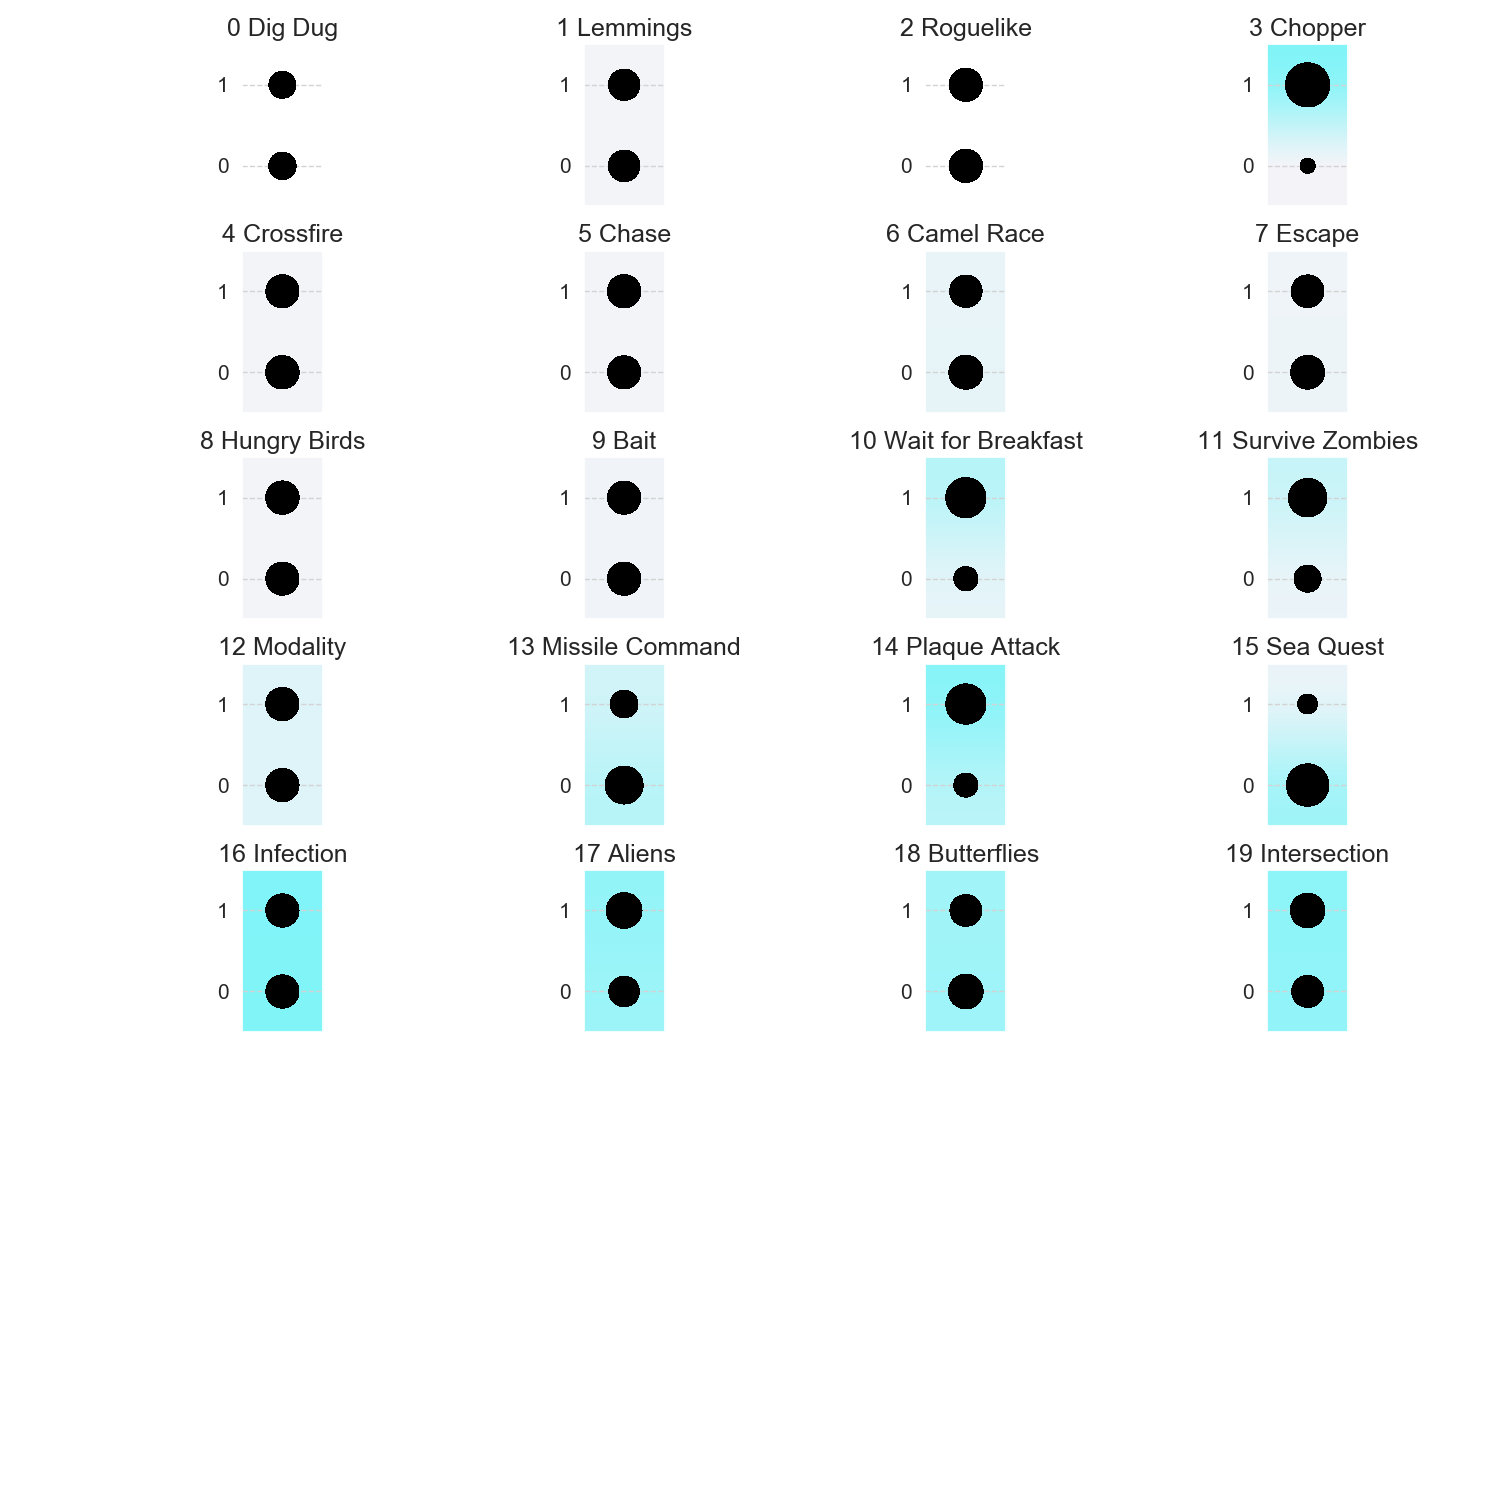 0 Dig Dug
1 Lemmings
2 Roguelike
3 Chopper
1
1
1
1
0
0
0
0
4 Crossfire
5 Chase
6 Camel Race
7 Escape
1
1
1
1
0
0
0
0
8 Hungry Birds
9 Bait
10 Wait for Breakfast
11 Survive Zombies
1
1
1
1
0
0
0
0
12 Modality
13 Missile Command
14 Plaque Attack
15 Sea Quest
1
1
1
1
0
0
0
0
16 Infection
17 Aliens
18 Butterflies
19 Intersection
1
1
1
1
0
0
0
0